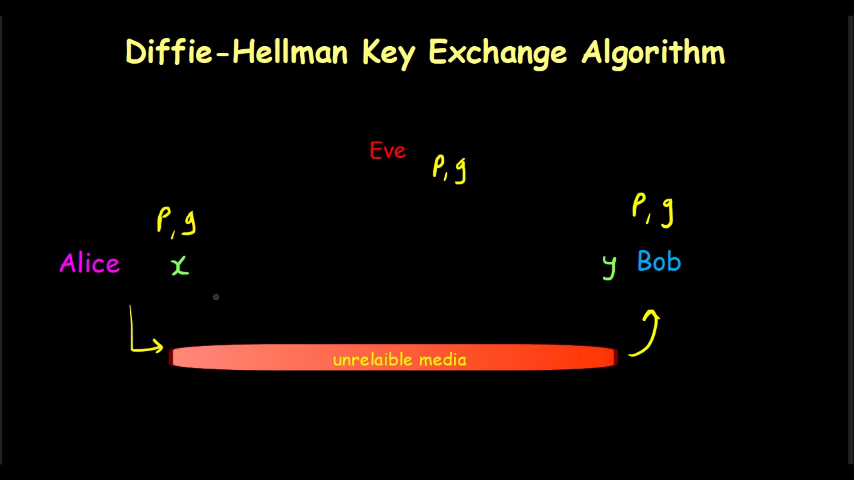 Diffie-Hellman Key Exchange Algorithm
Eve
P, g
P, g
P, g
Alice
x
y
Bob
unrelaible media